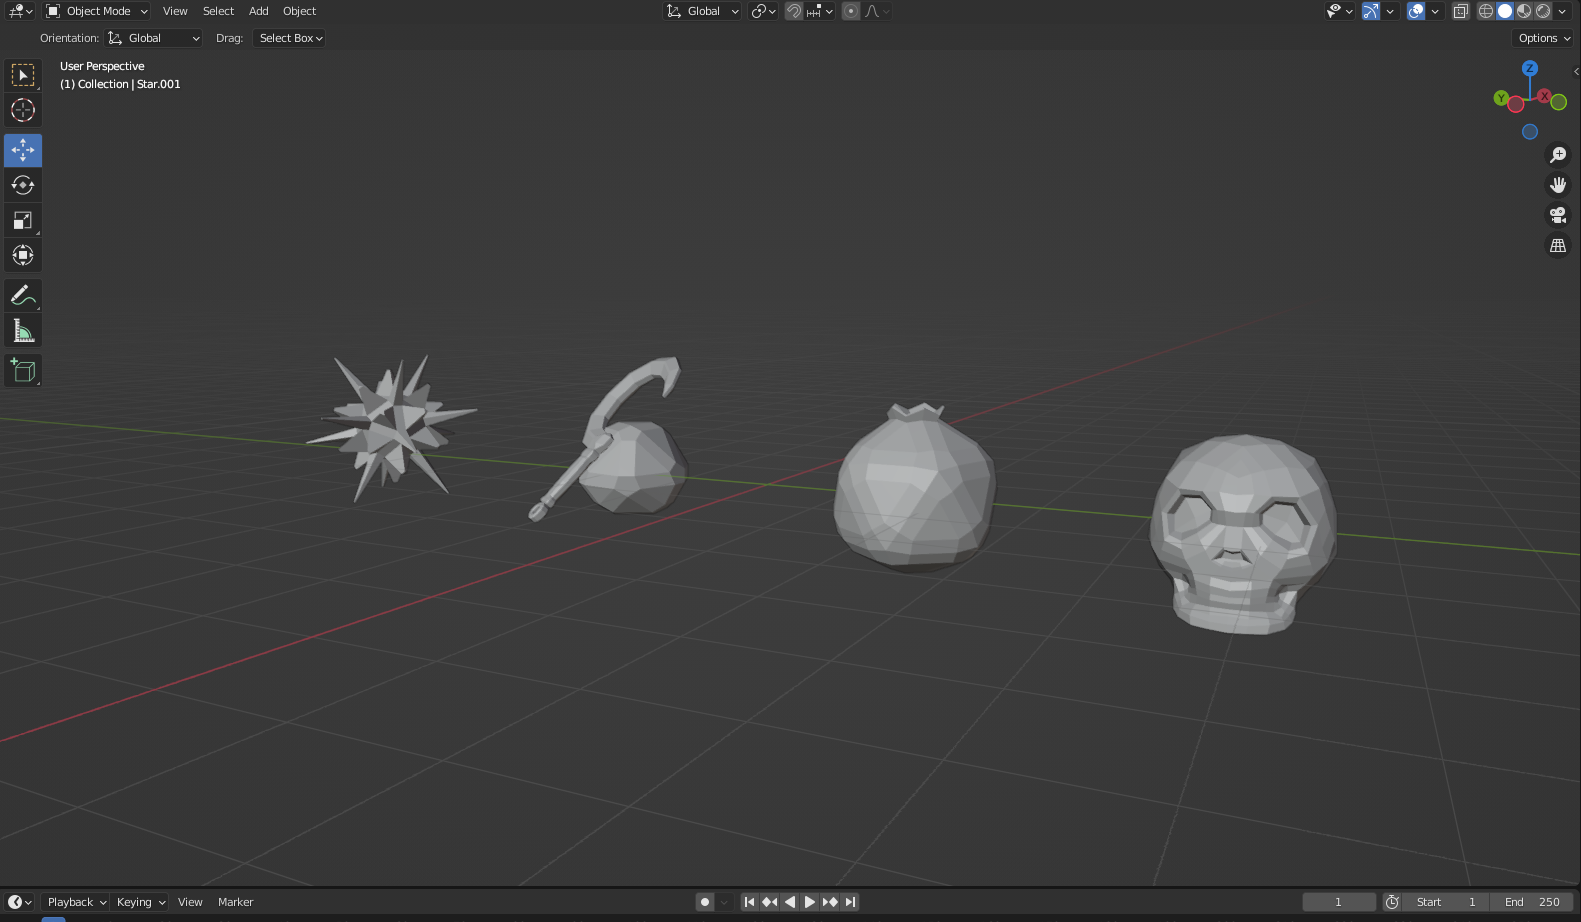 Object Mode View Select Add Object Global
Orientation: Global Drag: Select Box Options
User Perspective
(1) Collection | Star.001
Z
Y X
Playback Keying View Marker 1 Start 1 End 250